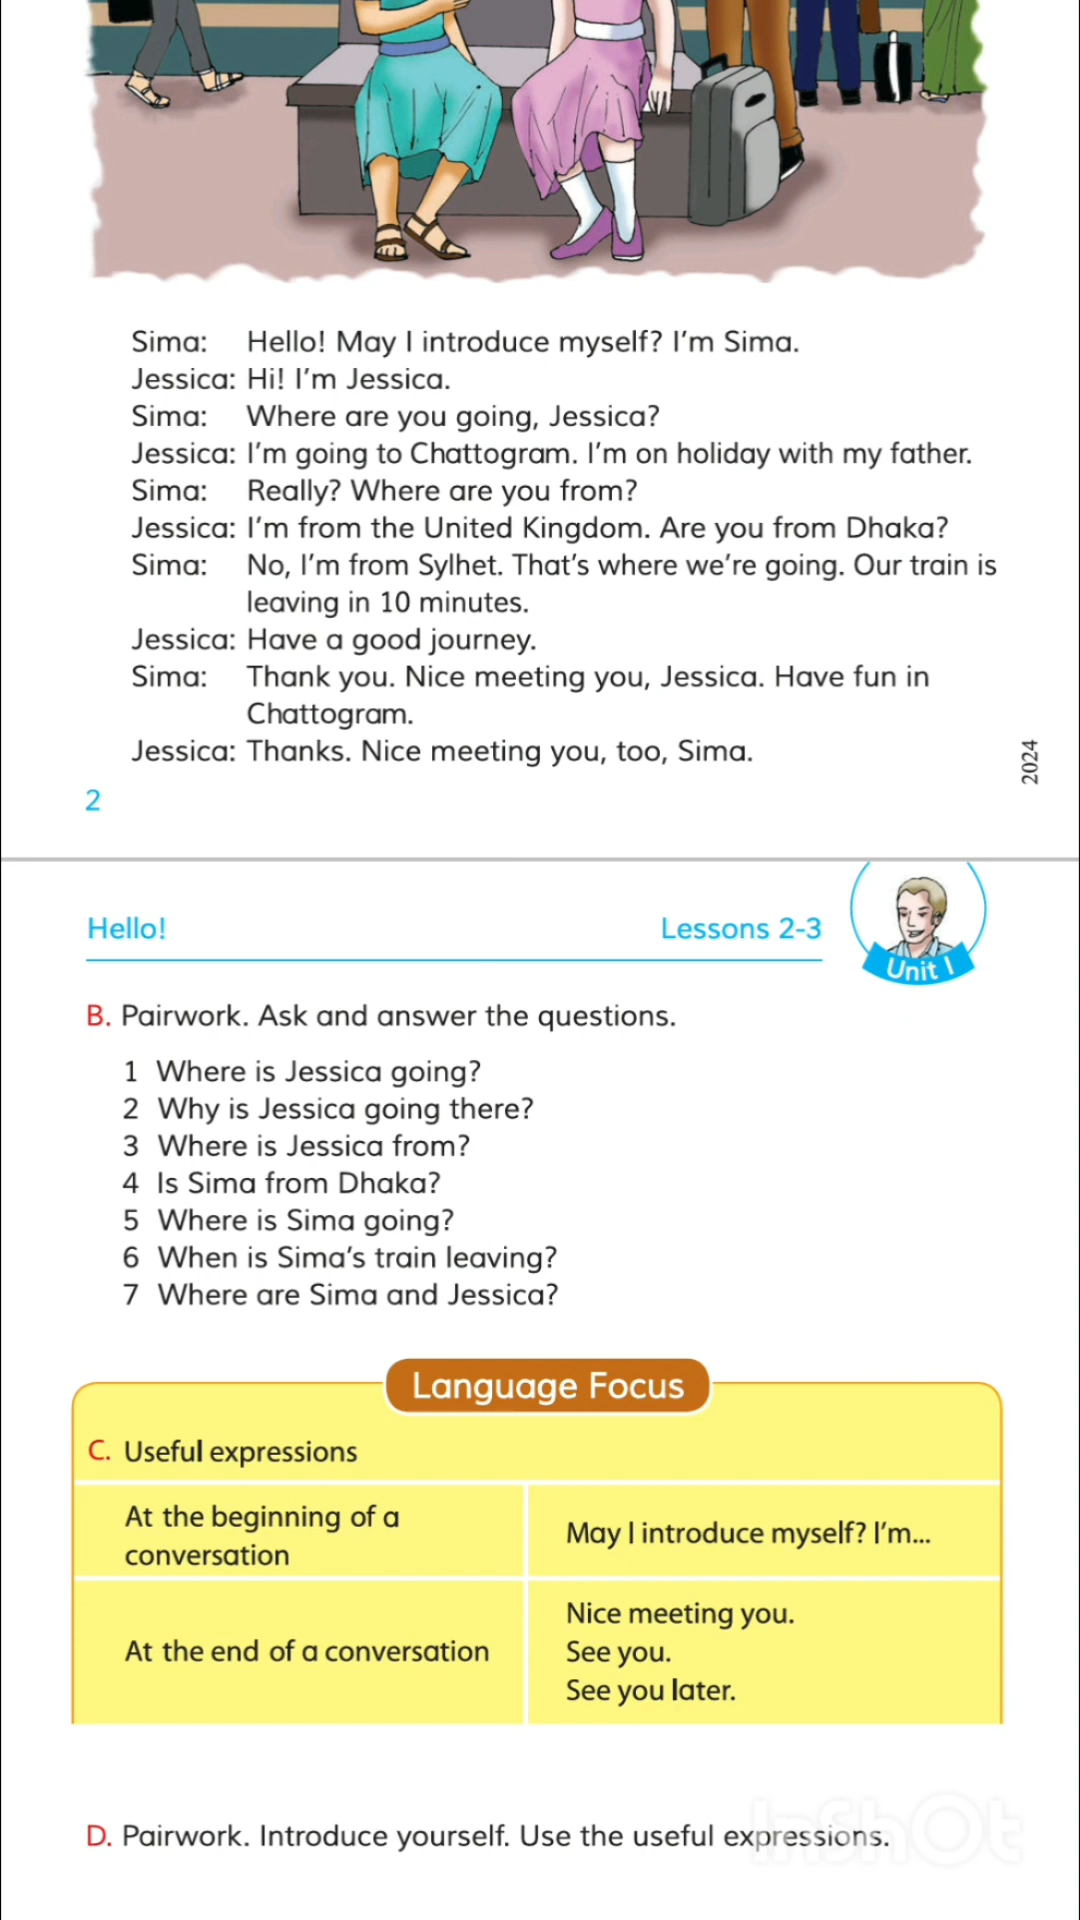 Sima: Hello! May I introduce myself? I'm Sima.
Jessica: Hi! I'm Jessica.
Sima: Where are you going, Jessica?
Jessica: I'm going to Chattogram. I'm on holiday with my father.
Sima: Really? Where are you from?
Jessica: I'm from the United Kingdom. Are you from Dhaka?
Sima: No, I'm from Sylhet. That's where we're going. Our train is
leaving in 10 minutes.
Jessica: Have a good journey.
Sima: Thank you. Nice meeting you, Jessica. Have fun in
Chattogram.
Jessica: Thanks. Nice meeting you, too, Sima.
2024
2
Hello!
Lessons 2-3
Unit 1
B. Pairwork. Ask and answer the questions.
1 Where is Jessica going?
2 Why is Jessica going there?
3 Where is Jessica from?
4 Is Sima from Dhaka?
5 Where is Sima going?
6 When is Sima's train leaving?
7 Where are Sima and Jessica?
Language Focus
C. Useful expressions
At the beginning of a
conversation
May I introduce myself? I'm...
At the end of a conversation
Nice meeting you.
See you.
See you later.
D. Pairwork. Introduce yourself. Use the useful expressions.
InShOt